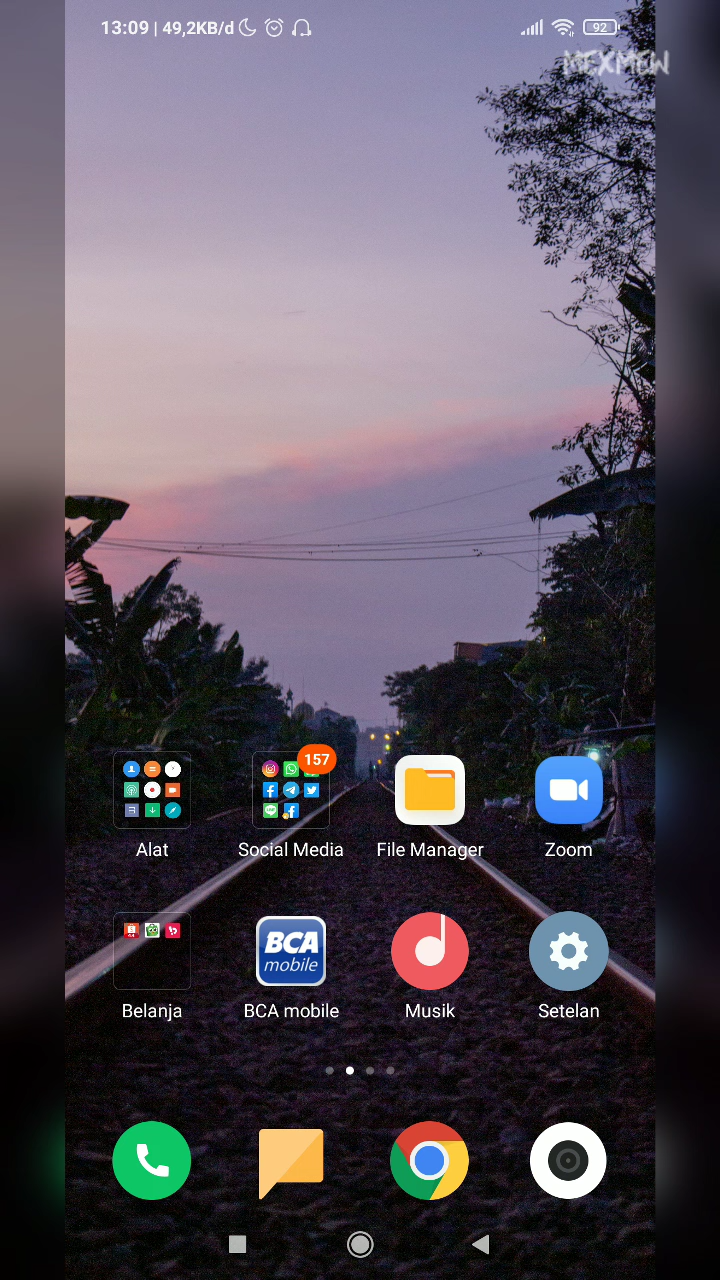 13:09 | 49,2KB/d
92
MEXMEW
157
Alat
Social Media
File Manager
Zoom
Belanja
BCA mobile
BCA mobile
Musik
Setelan